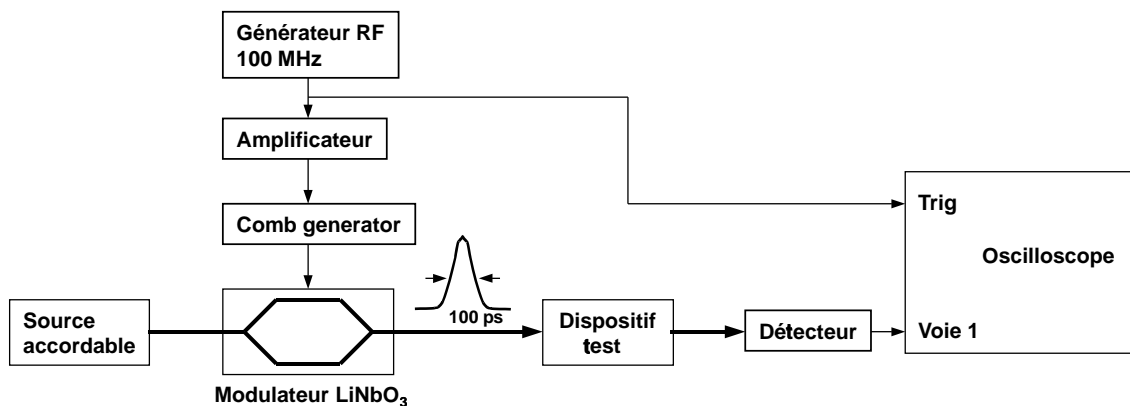 Générateur RF
100 MHz
Amplificateur
Comb generator
100 ps
Source
accordable
Modulateur LiNbO₃
Dispositif
test
Détecteur
Trig
Oscilloscope
Voie 1